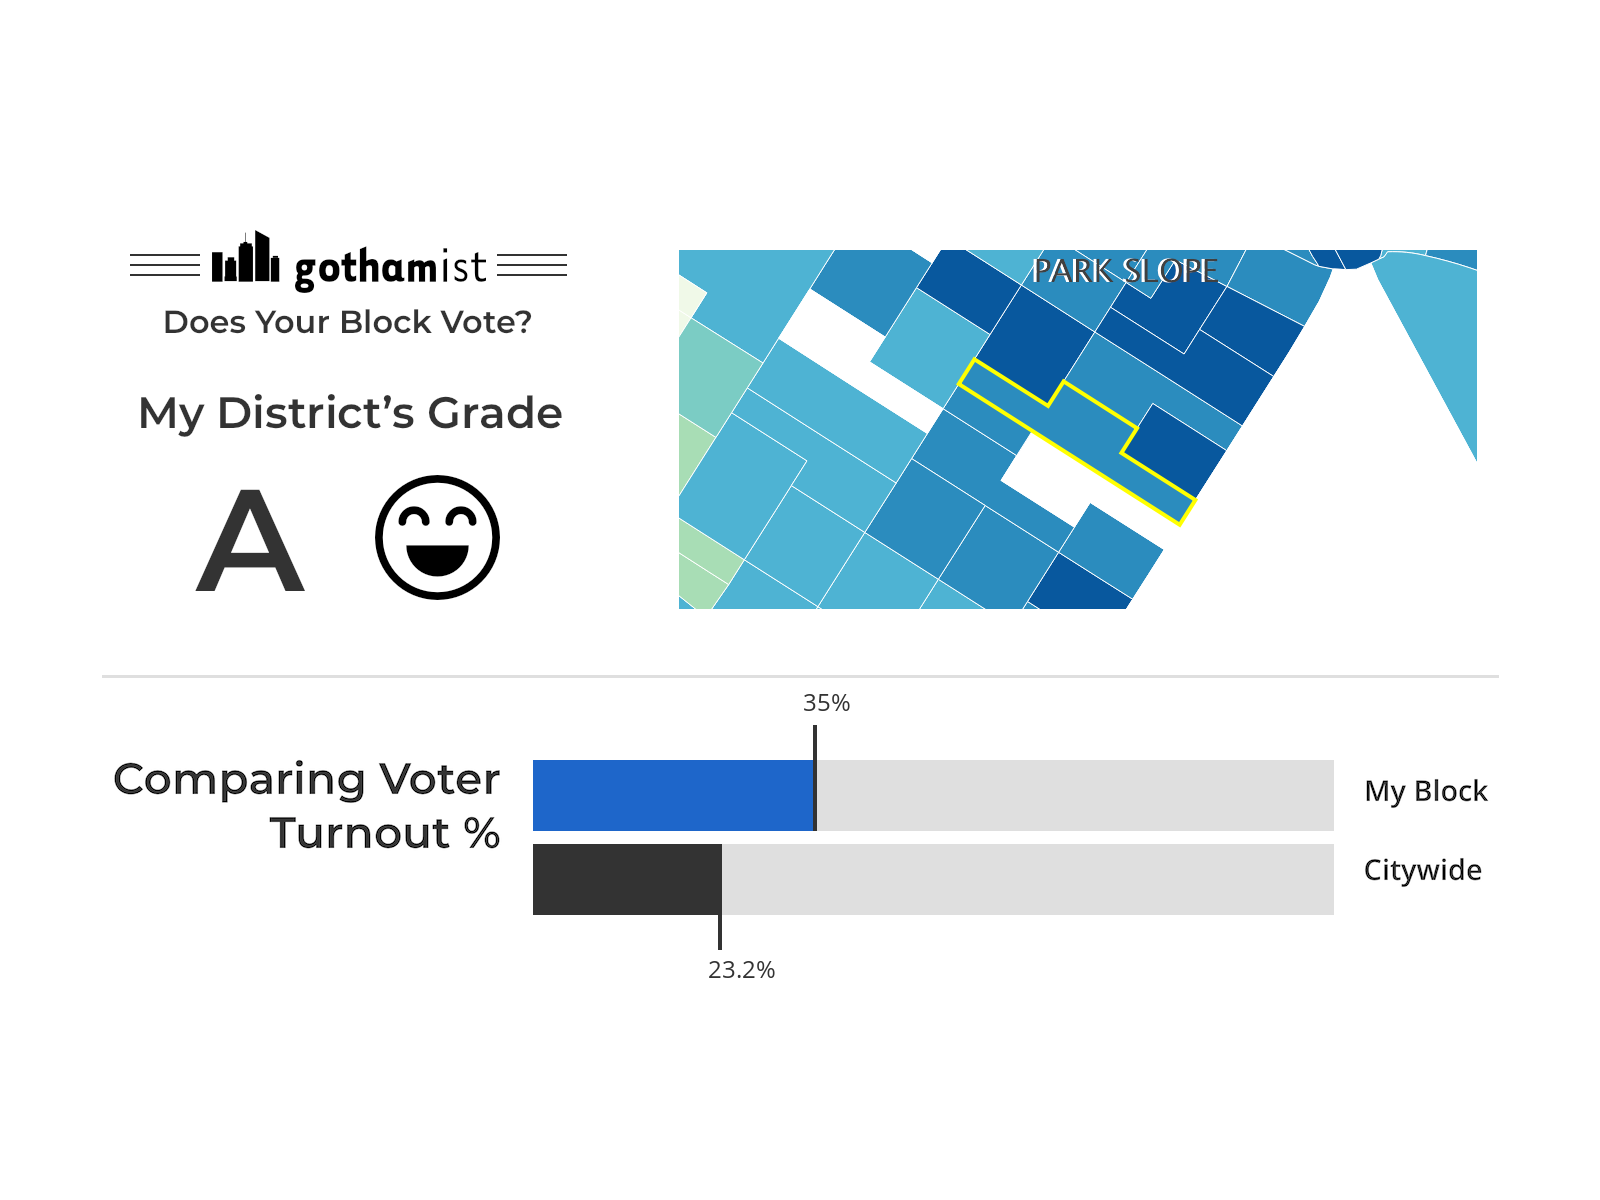 gothamist
Does Your Block Vote?
My District’s Grade
A
PARK SLOPE
35%
Comparing Voter
Turnout %
My Block
Citywide
23.2%